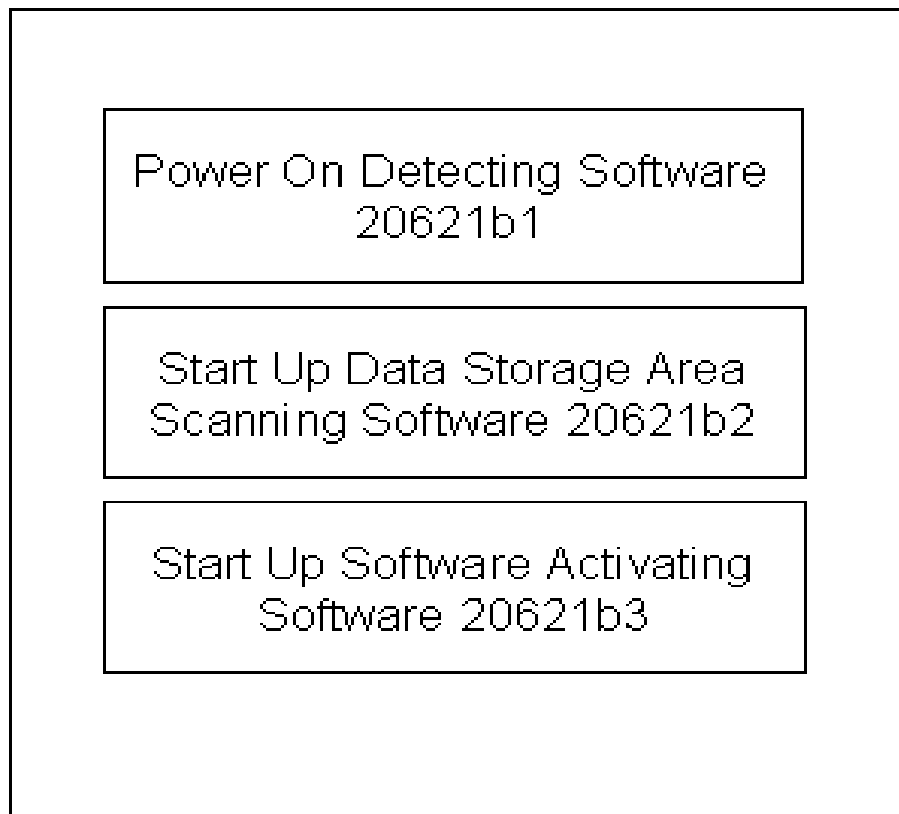 Power On Detecting Software
20621b1
Start Up Data Storage Area
Scanning Software 20621b2
Start Up Software Activating
Software 20621b3